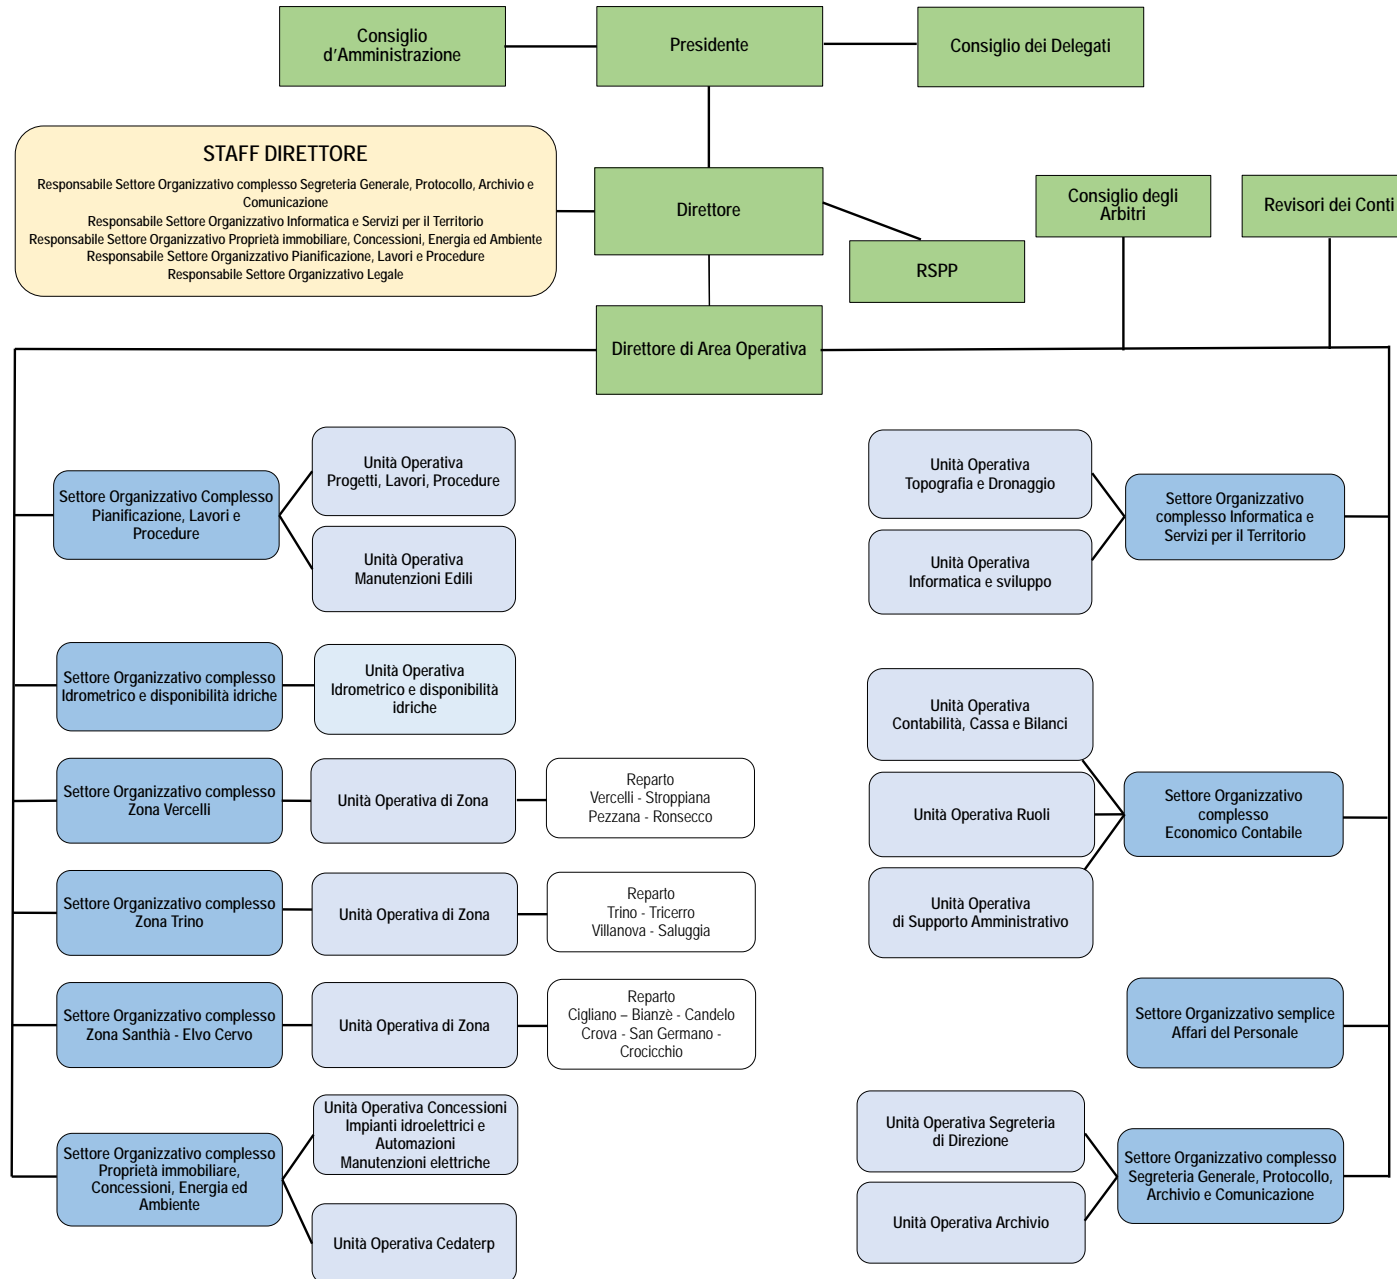 Consiglio
d'Amministrazione
Presidente
Consiglio dei Delegati
STAFF DIRETTORE
Responsabile Settore Organizzativo complesso Segreteria Generale, Protocollo, Archivio e
Comunicazione
Responsabile Settore Organizzativo Informatica e Servizi per il Territorio
Responsabile Settore Organizzativo Proprietà immobiliare, Concessioni, Energia ed Ambiente
Responsabile Settore Organizzativo Pianificazione, Lavori e Procedure
Responsabile Settore Organizzativo Legale
Direttore
RSPP
Consiglio degli
Arbitri
Revisori dei Conti
Direttore di Area Operativa
Settore Organizzativo Complesso
Pianificazione, Lavori e
Procedure
Unità Operativa
Progetti, Lavori, Procedure
Unità Operativa
Manutenzioni Edili
Unità Operativa
Topografia e Dronaggio
Unità Operativa
Informatica e sviluppo
Settore Organizzativo
complesso Informatica e
Servizi per il Territorio
Settore Organizzativo complesso
Idrometrico e disponibilità idriche
Unità Operativa
Idrometrico e disponibilità
idriche
Settore Organizzativo complesso
Zona Vercelli
Unità Operativa di Zona
Reparto
Vercelli - Stroppiana
Pezzana - Ronsecco
Settore Organizzativo complesso
Zona Trino
Unità Operativa di Zona
Reparto
Trino - Tricerro
Villanova - Saluggia
Settore Organizzativo complesso
Zona Santhià - Elvo Cervo
Unità Operativa di Zona
Reparto
Cigliano – Bianzè - Candelo
Crova - San Germano -
Crocicchio
Unità Operativa
Contabilità, Cassa e Bilanci
Unità Operativa Ruoli
Unità Operativa
di Supporto Amministrativo
Settore Organizzativo
complesso
Economico Contabile
Settore Organizzativo semplice
Affari del Personale
Settore Organizzativo complesso
Proprietà immobiliare,
Concessioni, Energia ed
Ambiente
Unità Operativa Concessioni
Impianti idroelettrici e
Automazioni
Manutenzioni elettriche
Unità Operativa Cedaterp
Unità Operativa Segreteria
di Direzione
Unità Operativa Archivio
Settore Organizzativo complesso
Segreteria Generale, Protocollo,
Archivio e Comunicazione